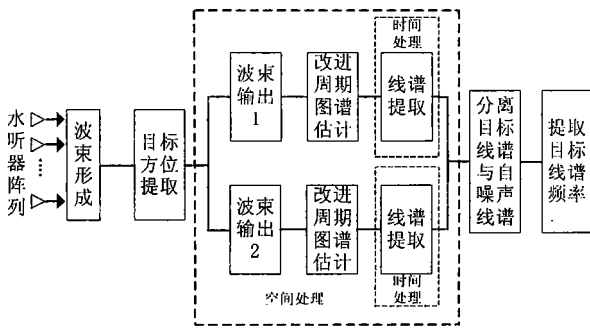 水
听
器
阵
列
波
束
形
成
目标
方位
提取
波束
输出
1
改进
周期
图谱
估计
时间
处理
线谱
提取
波束
输出
2
改进
周期
图谱
估计
线谱
提取
时间
处理
空间处理
分离
目标
线谱
与自
噪声
线谱
提取
目标
线谱
频率